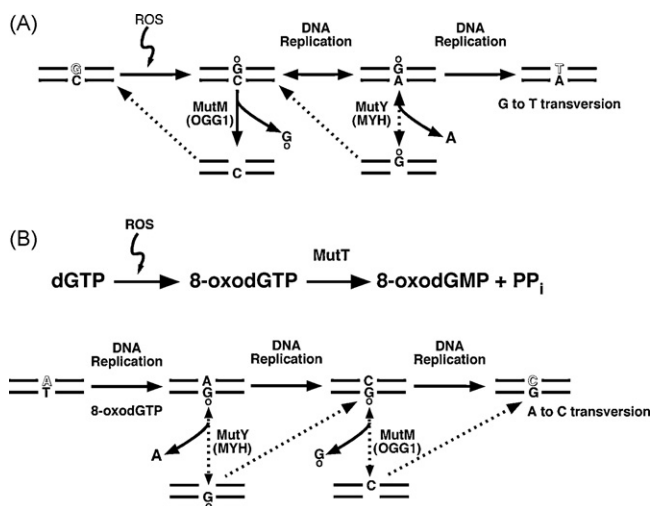 (A)
ROS
DNA Replication
DNA Replication
G
C
o
G
C
o
G
A
T
A
G to T transversion
MutM
(OGG1)
G
o
C
MutY
(MYH)
A
o
G
(B)
ROS
MutT
dGTP
8-oxodGTP
8-oxodGMP + PPi
DNA Replication
DNA Replication
DNA Replication
A
T
8-oxodGTP
A
G
o
C
G
o
C
G
A to C transversion
A
MutY
(MYH)
G
o
G
o
MutM
(OGG1)
C